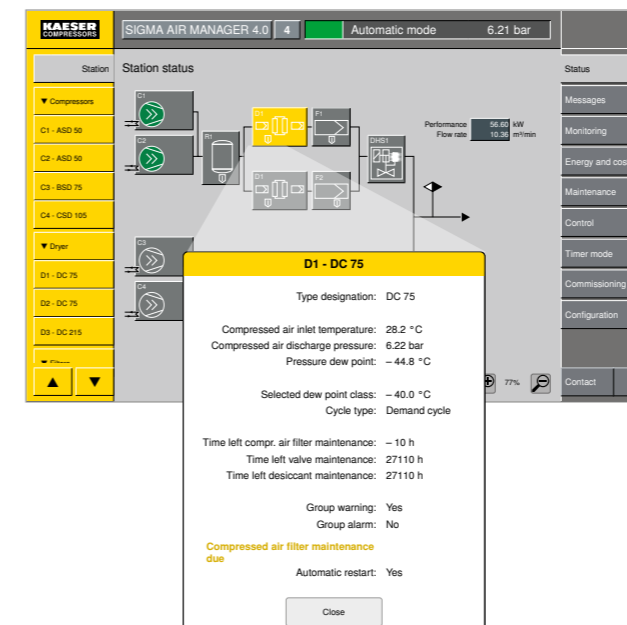 KAESER
COMPRESSORS
SIGMA AIR MANAGER 4.0 4 Automatic mode 6.21 bar
Station
Station status
Status
▼ Compressors
C1 - ASD 50
C2 - ASD 50
C3 - BSD 75
C4 - CSD 105
▼ Dryer
D1 - DC 75
D2 - DC 75
D3 - DC 215
▲ ▼
C1
C2
R1
D1
F1
D1
F2
DHS1
C3
C4
Performance 56.60 kW
Flow rate 10.36 m³/min
77%
Messages
Monitoring
Energy and cos
Maintenance
Control
Timer mode
Commissioning
Configuration
Contact
D1 - DC 75
Type designation: DC 75
Compressed air inlet temperature: 28.2 °C
Compressed air discharge pressure: 6.22 bar
Pressure dew point: – 44.8 °C
Selected dew point class: – 40.0 °C
Cycle type: Demand cycle
Time left compr. air filter maintenance: – 10 h
Time left valve maintenance: 27110 h
Time left desiccant maintenance: 27110 h
Group warning: Yes
Group alarm: No
Compressed air filter maintenance
due
Automatic restart: Yes
Close